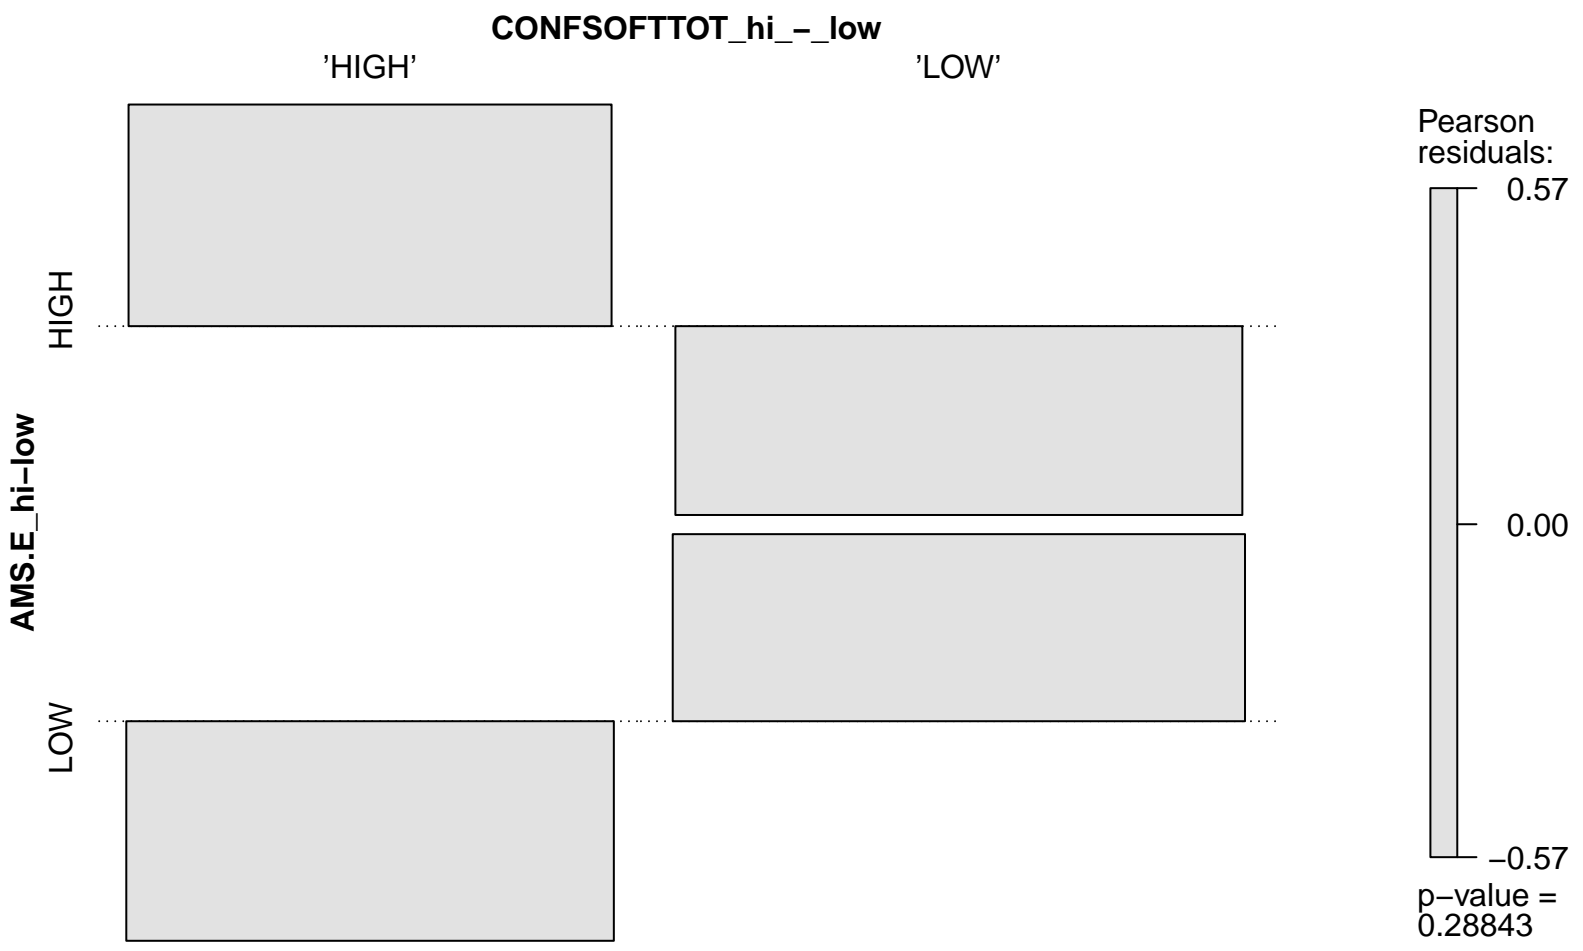 CONFSOFTTOT_hi_−_low
’HIGH’ ’LOW’
AMS.E_hi−low
HIGH
LOW
Pearson
residuals:
0.57
0.00
−0.57
p−value =
0.28843